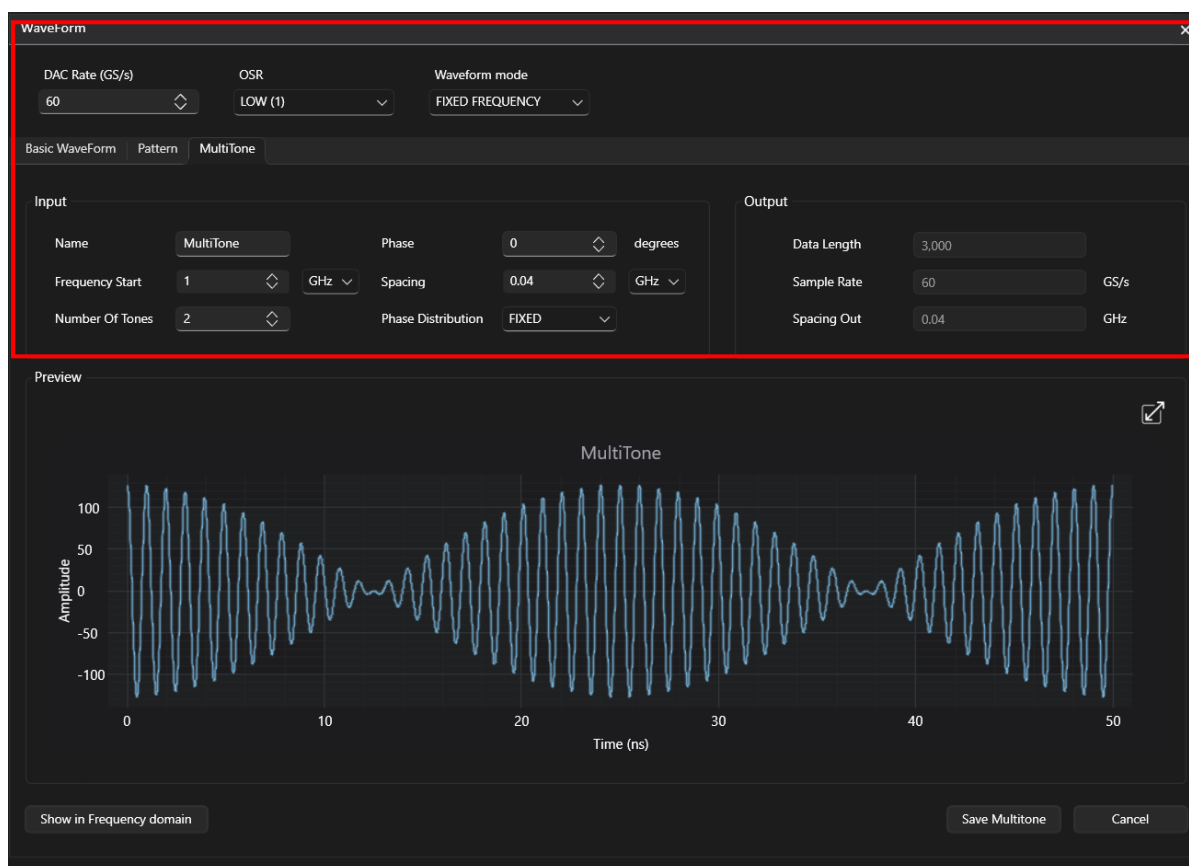 WaveForm
DAC Rate (GS/s) OSR Waveform mode
60 LOW (1) FIXED FREQUENCY
Basic WaveForm Pattern MultiTone
Input Output
Name MultiTone Phase 0 degrees Data Length 3,000
Frequency Start 1 GHz Spacing 0.04 GHz Sample Rate 60 GS/s
Number Of Tones 2 Phase Distribution FIXED Spacing Out 0.04 GHz
Preview
MultiTone
100
50
0
-50
-100
Amplitude
0 10 20 30 40 50
Time (ns)
Show in Frequency domain Save Multitone Cancel